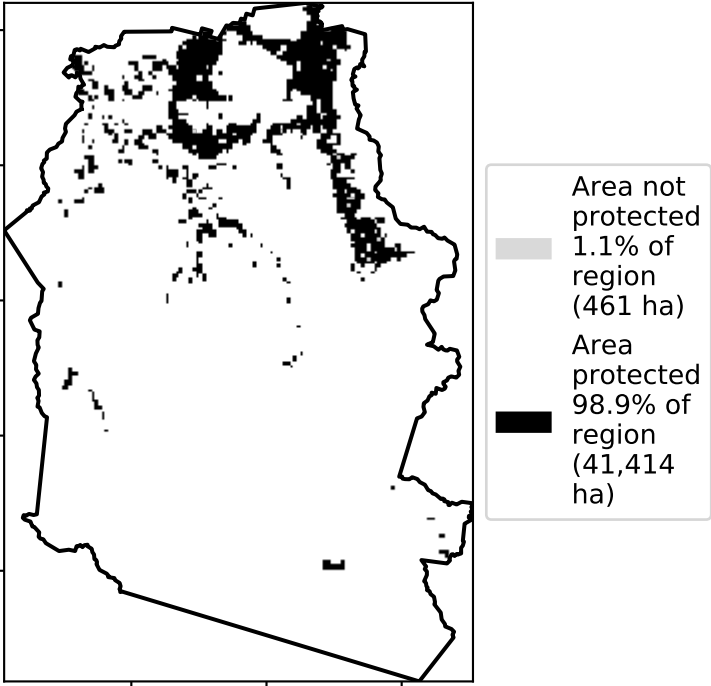 Area not
protected
1.1% of
region
(461 ha)
Area
protected
98.9% of
region
(41,414
ha)